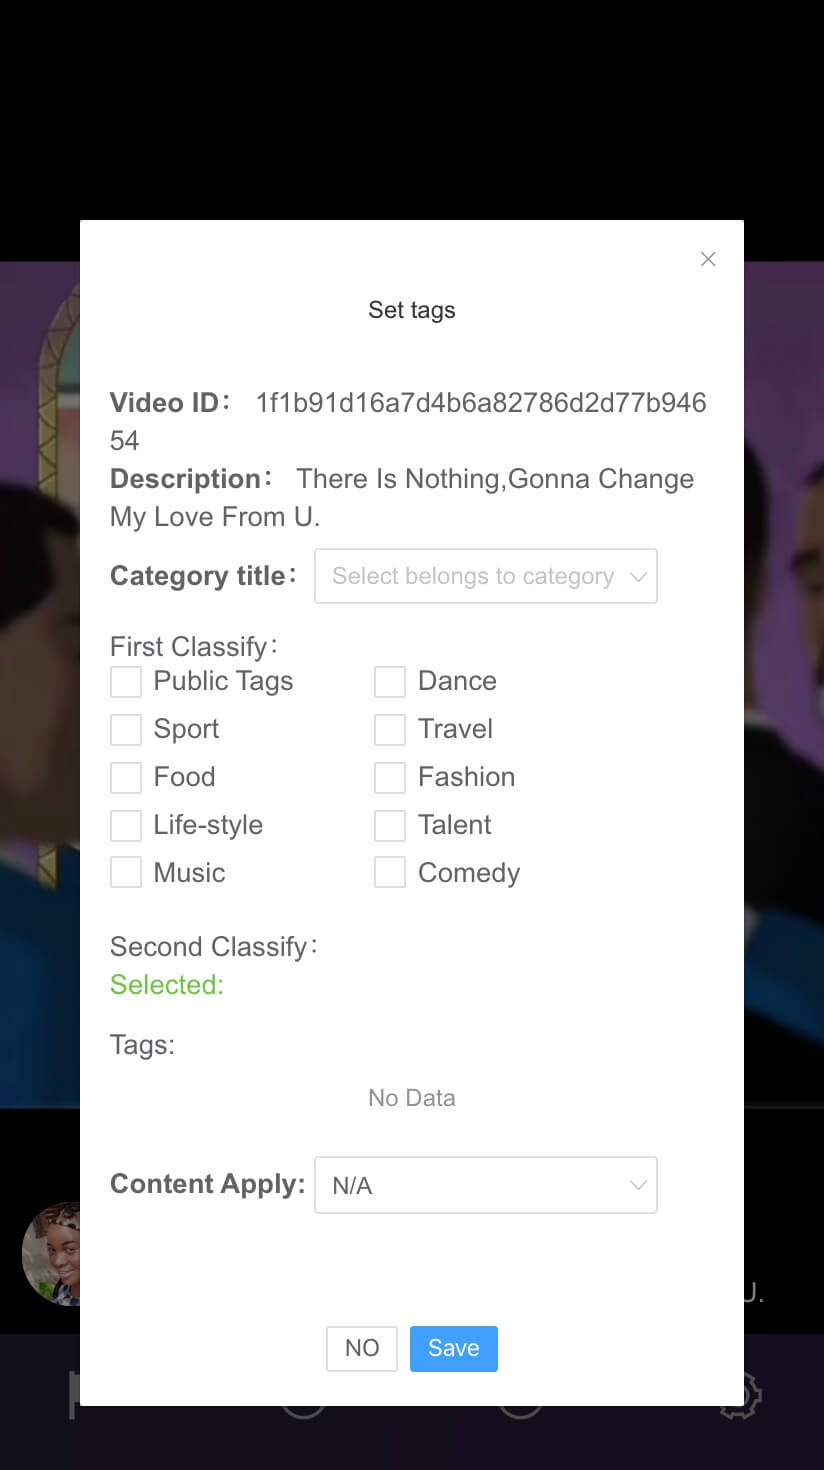 Set tags
Video ID： 1f1b91d16a7d4b6a82786d2d77b946
54
Description： There Is Nothing,Gonna Change
My Love From U.
Category title： Select belongs to category
First Classify：
Public Tags Dance
Sport Travel
Food Fashion
Life-style Talent
Music Comedy
Second Classify：
Selected:
Tags:
No Data
Content Apply: N/A
U.
NO Save